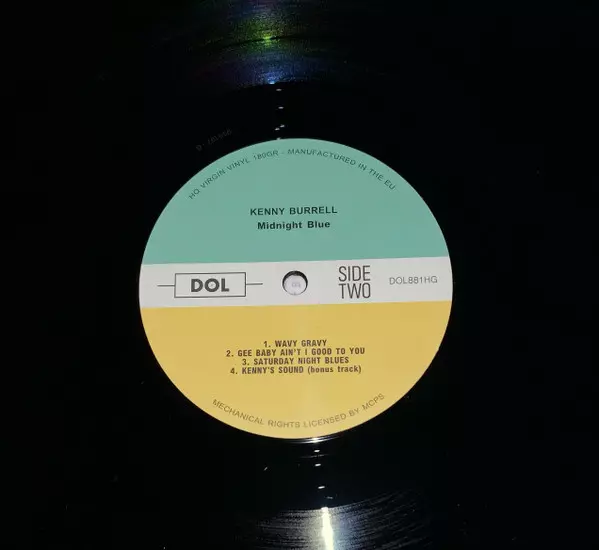 HQ VIRGIN VINYL 180GR - MANUFACTURED IN THE EU
KENNY BURRELL
Midnight Blue
DOL
SIDE
TWO
DOL881HG
1. WAVY GRAVY
2. GEE BABY AIN'T I GOOD TO YOU
3. SATURDAY NIGHT BLUES
4. KENNY'S SOUND (bonus track)
MECHANICAL RIGHTS LICENSED BY MCPS